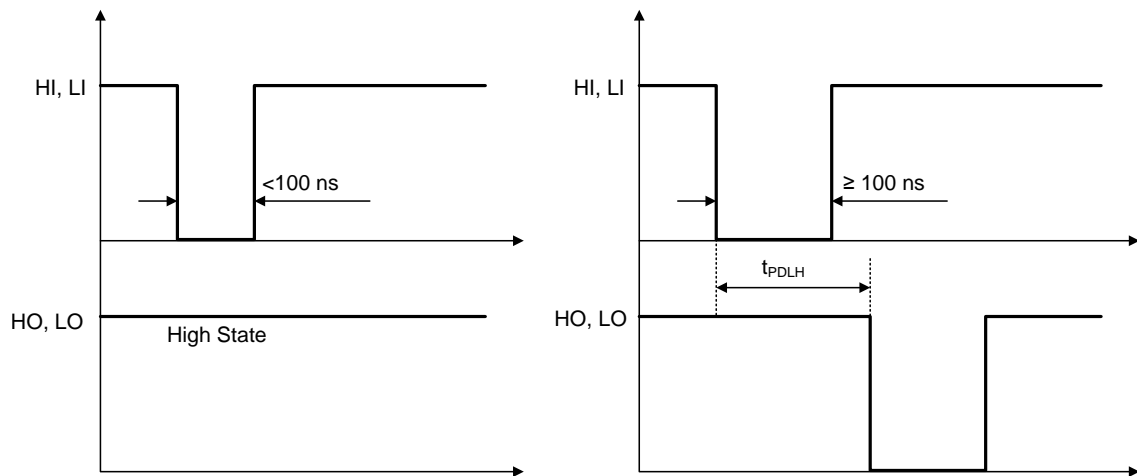 HI, LI
<100 ns
HO, LO
High State
HI, LI
≥ 100 ns
tPDLH
HO, LO